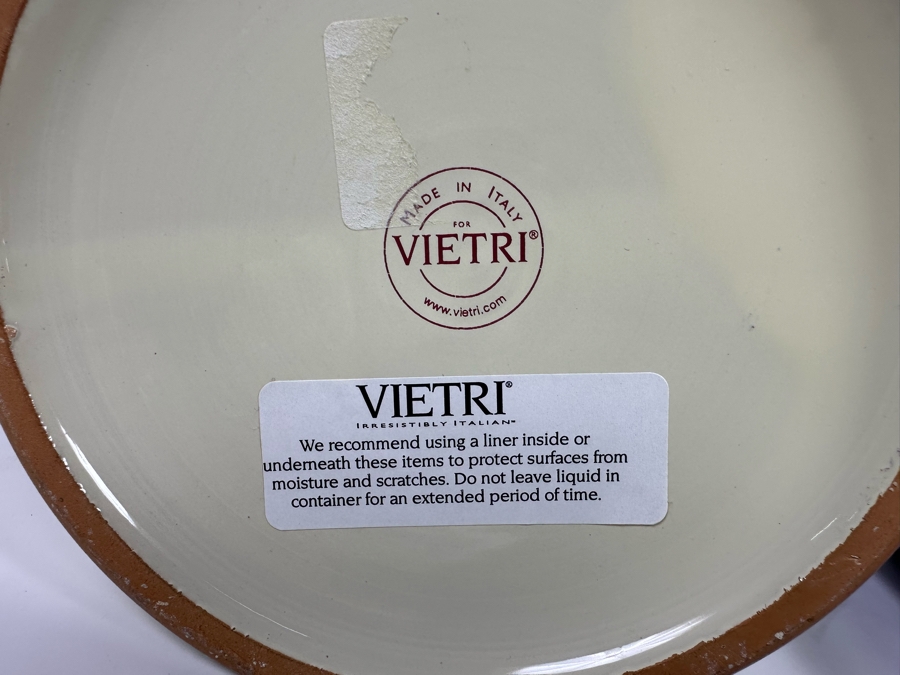 MADE IN ITALY
FOR
VIETRI®
www.vietri.com
VIETRI®
IRRESISTIBLY ITALIAN™
We recommend using a liner inside or
underneath these items to protect surfaces from
moisture and scratches. Do not leave liquid in
container for an extended period of time.